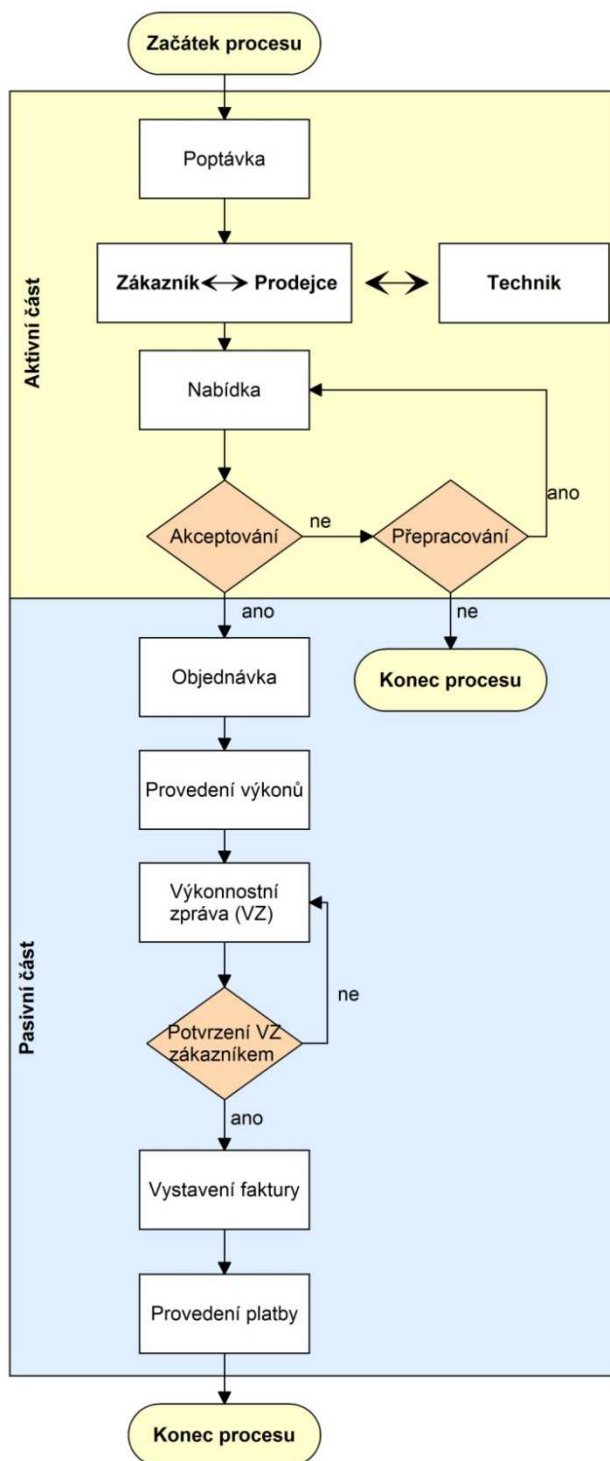 Začátek procesu
Aktivní část
Poptávka
Zákazník Prodejce
Technik
Nabídka
Akceptování
ne
Přepracování
ano
ano
ne
Pasivní část
Objednávka
Konec procesu
Provedení výkonů
Výkonnostní
zpráva (VZ)
ne
Potvrzení VZ
zákazníkem
ano
Vystavení faktury
Provedení platby
Konec procesu